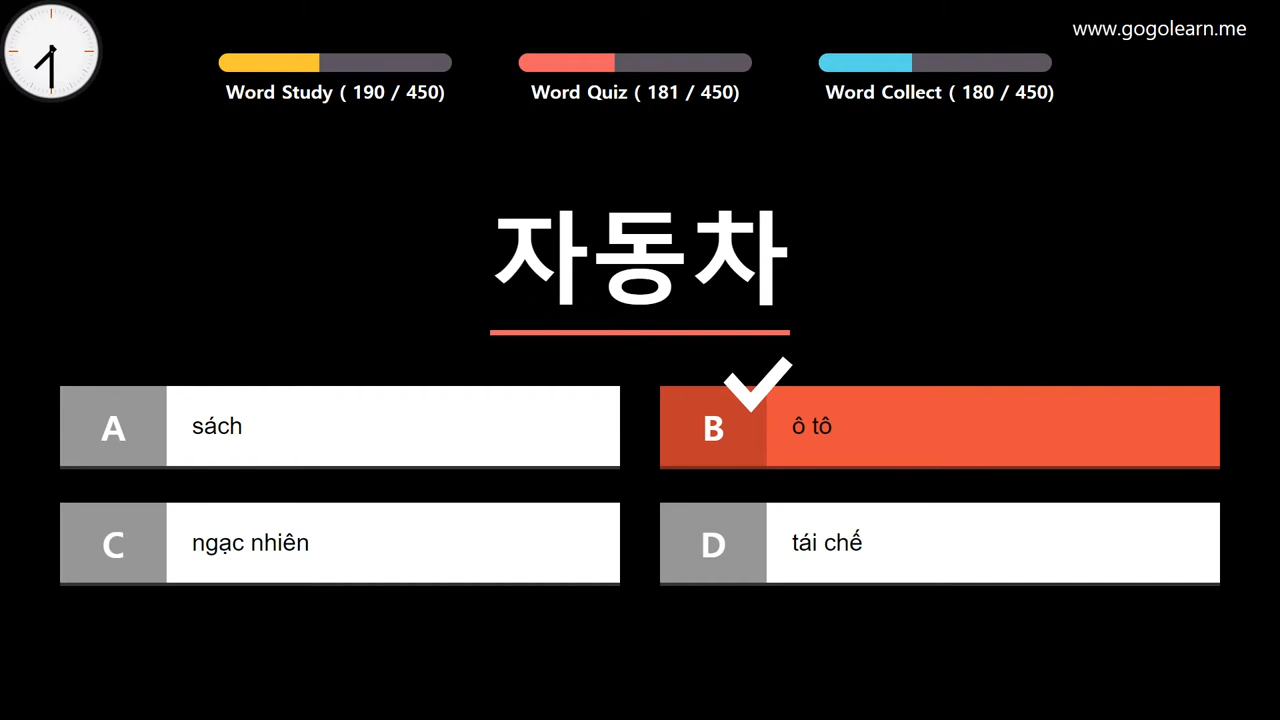 www.gogolearn.me
Word Study ( 190 / 450)
Word Quiz ( 181 / 450)
Word Collect ( 180 / 450)
자동차
A
sách
B
ô tô
C
ngạc nhiên
D
tái chế